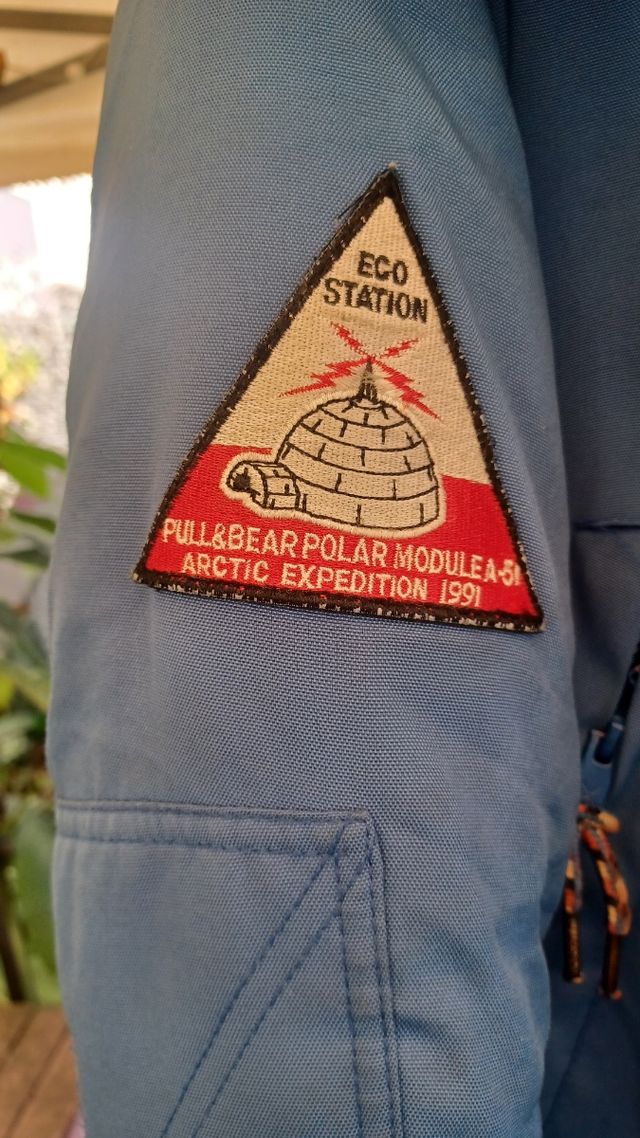 ECO
STATION
PULL&BEAR POLAR MODULE A-51
ARCTIC EXPEDITION 1991